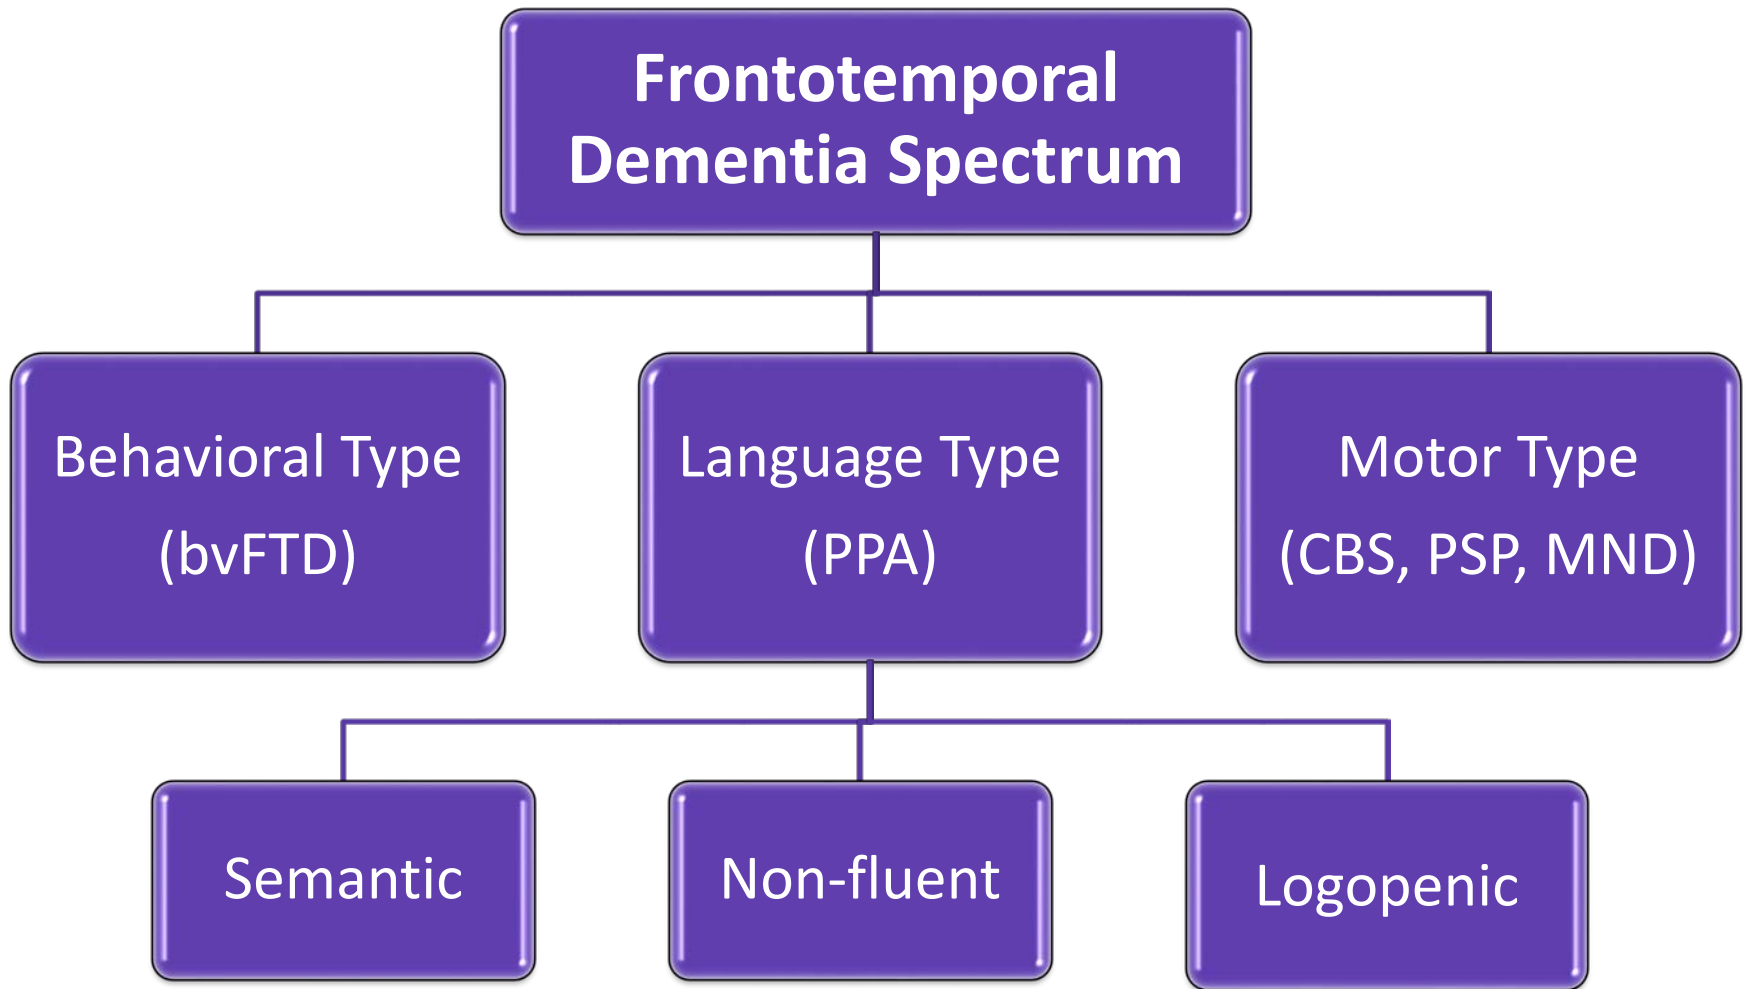 Frontotemporal
Dementia Spectrum
Behavioral Type
(bvFTD)
Language Type
(PPA)
Motor Type
(CBS, PSP, MND)
Semantic
Non-fluent
Logopenic